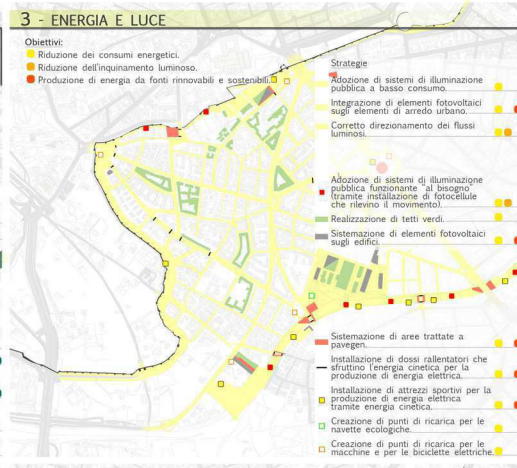 3 - ENERGIA E LUCE
Obiettivi:
Riduzione dei consumi energetici.
Riduzione dell'inquinamento luminoso.
Produzione di energia da fonti rinnovabili e sostenibili.
Strategie
Adozione di sistemi di illuminazione
pubblica a basso consumo.
Integrazione di elementi fotovoltaici
sugli elementi di arredo urbano.
Corretto direzionamento dei flussi
luminosi.
Adozione di sistemi di illuminazione
pubblica funzionante "al bisogno"
(tramite installazione di fotocellule
che rilevino il movimento).
Realizzazione di tetti verdi.
Sistemazione di elementi fotovoltaici
sugli edifici.
Sistemazione di aree trattate a
pavegen.
Installazione di dossi rallentatori che
sfruttino l'energia cinetica per la
produzione di energia elettrica.
Installazione di attrezzi sportivi per la
produzione di energia elettrica
tramite energia cinetica.
Creazione di punti di ricarica per le
navette ecologiche.
Creazione di punti di ricarica per le
macchine e per le biciclette elettriche.